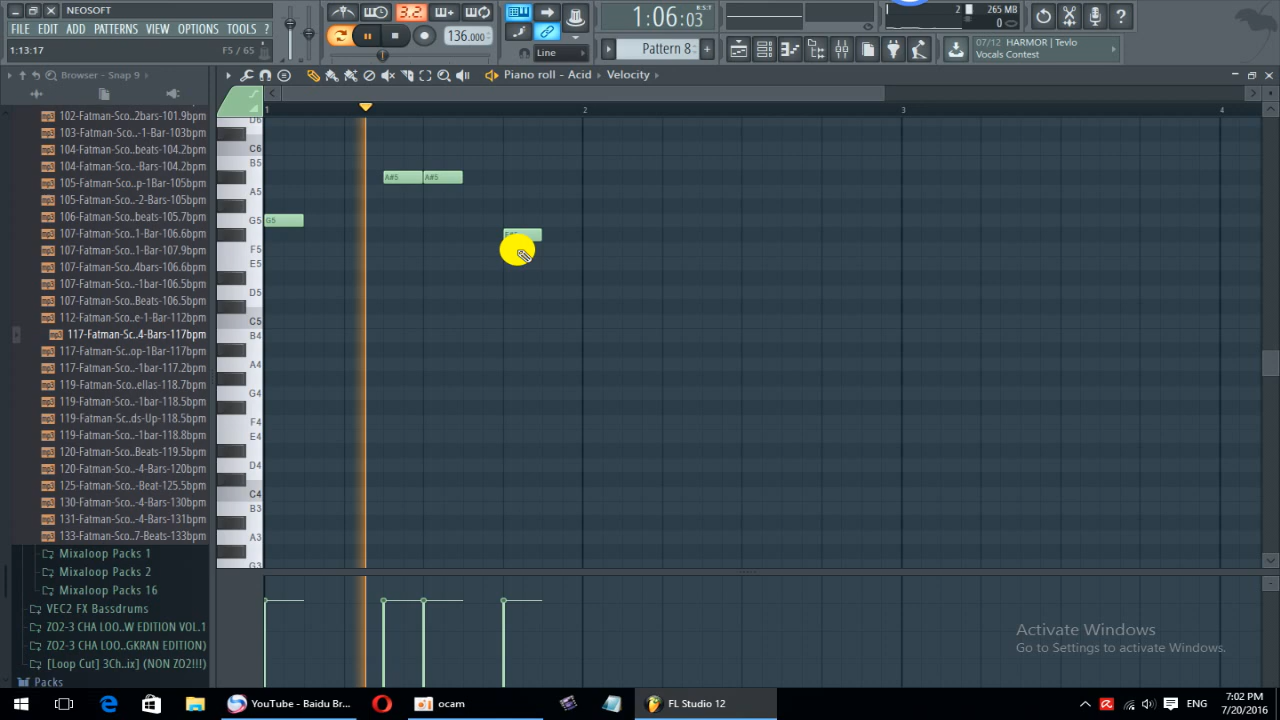 NEOSOFT
FILE EDIT ADD PATTERNS VIEW OPTIONS TOOLS ?
1:13:17 F5 / 65
3.2.
136.000
Line
1:06:03
B:S:T
Pattern 8
2 265 MB
0
07/12 HARMOR | Tevlo
Vocals Contest
Browser - Snap 9
Piano roll - Acid Velocity
102-Fatman-Sco..2bars-101.9bpm
103-Fatman-Sco..-1-Bar-103bpm
104-Fatman-Sco..beats-104.2bpm
104-Fatman-Sco..-Bars-104.2bpm
105-Fatman-Sco..p-1Bar-105bpm
105-Fatman-Sco..-2-Bars-105bpm
106-Fatman-Sco..beats-105.7bpm
107-Fatman-Sco..1-Bar-106.6bpm
107-Fatman-Sco..1-Bar-107.9bpm
107-Fatman-Sco..4bars-106.6bpm
107-Fatman-Sco..-1bar-106.5bpm
107-Fatman-Sco..Beats-106.5bpm
112-Fatman-Sco..e-1-Bar-112bpm
117-Fatman-Sc..4-Bars-117bpm
117-Fatman-Sc..op-1Bar-117bpm
117-Fatman-Sco..-1bar-117.2bpm
119-Fatman-Sco..ellas-118.7bpm
119-Fatman-Sco..-1bar-118.5bpm
119-Fatman-Sc..ds-Up-118.5bpm
119-Fatman-Sco..-1bar-118.8bpm
120-Fatman-Sco..Beats-119.5bpm
120-Fatman-Sco..-4-Bars-120bpm
125-Fatman-Sco..-Beat-125.5bpm
130-Fatman-Sco..-4-Bars-130bpm
131-Fatman-Sco..-4-Bars-131bpm
133-Fatman-Sco..7-Beats-133bpm
Mixaloop Packs 1
Mixaloop Packs 2
Mixaloop Packs 16
VEC2 FX Bassdrums
ZO2-3 CHA LOO..W EDITION VOL.1
ZO2-3 CHA LOO..GKRAN EDITION)
[Loop Cut] 3Ch..ix] (NON ZO2!!!)
Packs
1 2 3 4
D6
C6
B5
A5
G5
F5
E5
D5
C5
B4
A4
G4
F4
E4
D4
C4
B3
A3
G3
A#5 A#5
G5
Activate Windows
Go to Settings to activate Windows.
YouTube - Baidu Br...
ocam
FL Studio 12
ENG
7:02 PM
7/20/2016